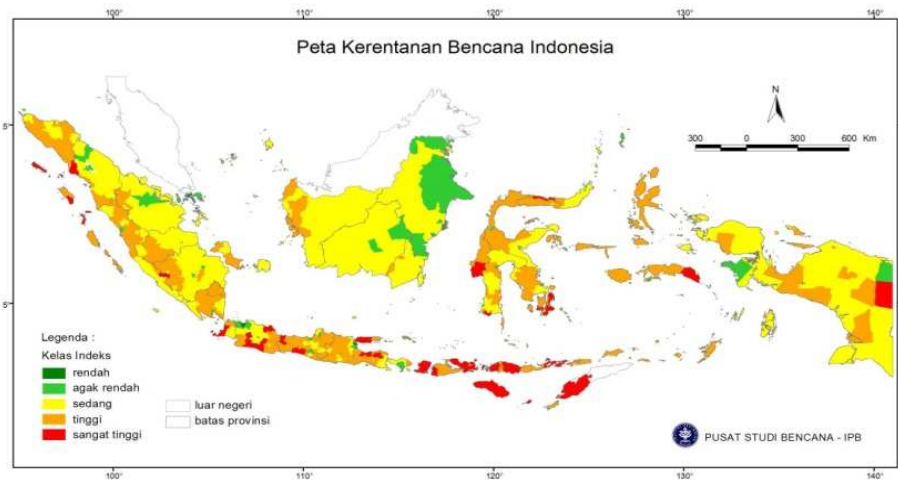 100° 120° 130° 140°
Peta Kerentanan Bencana Indonesia
N
5°
300 0 300 600 Km
5°
Legenda :
Kelas Indeks
rendah
agak rendah
sedang
tinggi
sangat tinggi
luar negeri
batas provinsi
PUSAT STUDI BENCANA - IPB
100° 110° 120° 130° 140°